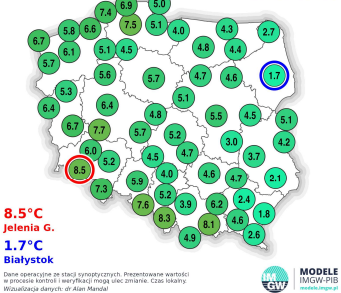 6.9 5.0
7.4
5.8 6.6 7.5 5.1 4.0 4.3 2.7
6.7
6.1 5.1 4.5 4.8 4.4
5.7
5.6 5.7 4.7 4.6 1.7
5.3
6.4 6.4 5.1
4.8 5.5 4.5 5.1
6.7 7.7 5.7 5.2 3.0 4.2
6.0 5.2 4.5 4.7 3.7
8.5
7.3 5.9 4.0 4.6 4.7 2.1
7.6 5.2 3.9 6.2 2.4
8.3 8.1 4.6 1.8
4.9 2.6
8.5°C
Jelenia G.
1.7°C
Białystok
Dane operacyjne ze stacji synoptycznych. Prezentowane wartości
w procesie kontroli i weryfikacji mogą ulec zmianie. Czas lokalny.
Wizualizacja danych: dr Alan Mandal
IM
GW
MODELE
IMGW-PIB
modele.imgw.pl